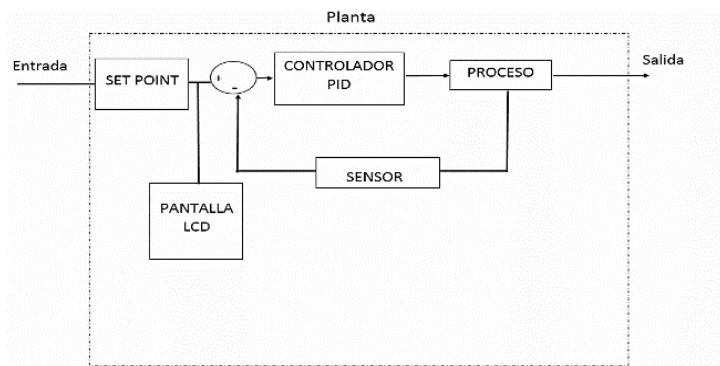 Planta
Entrada
SET POINT
+
-
CONTROLADOR
PID
PROCESO
Salida
SENSOR
PANTALLA
LCD